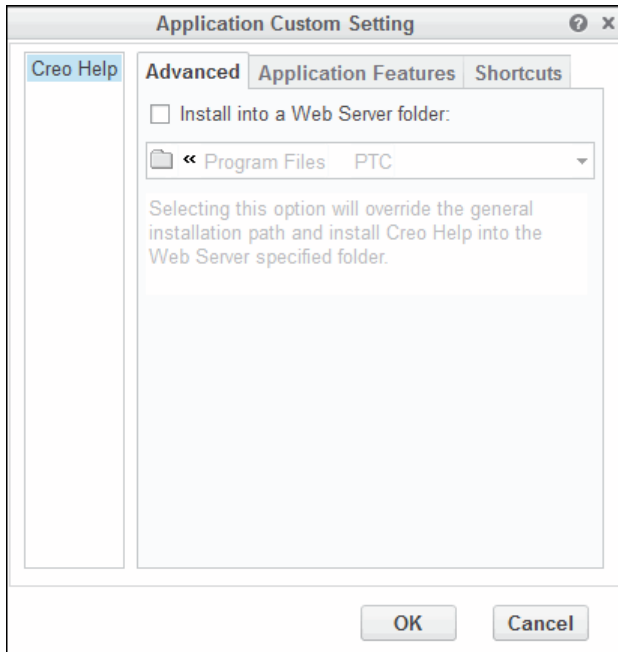 Application Custom Setting
Creo Help
Advanced Application Features Shortcuts
Install into a Web Server folder:
« Program Files PTC
Selecting this option will override the general
installation path and install Creo Help into the
Web Server specified folder.
OK Cancel